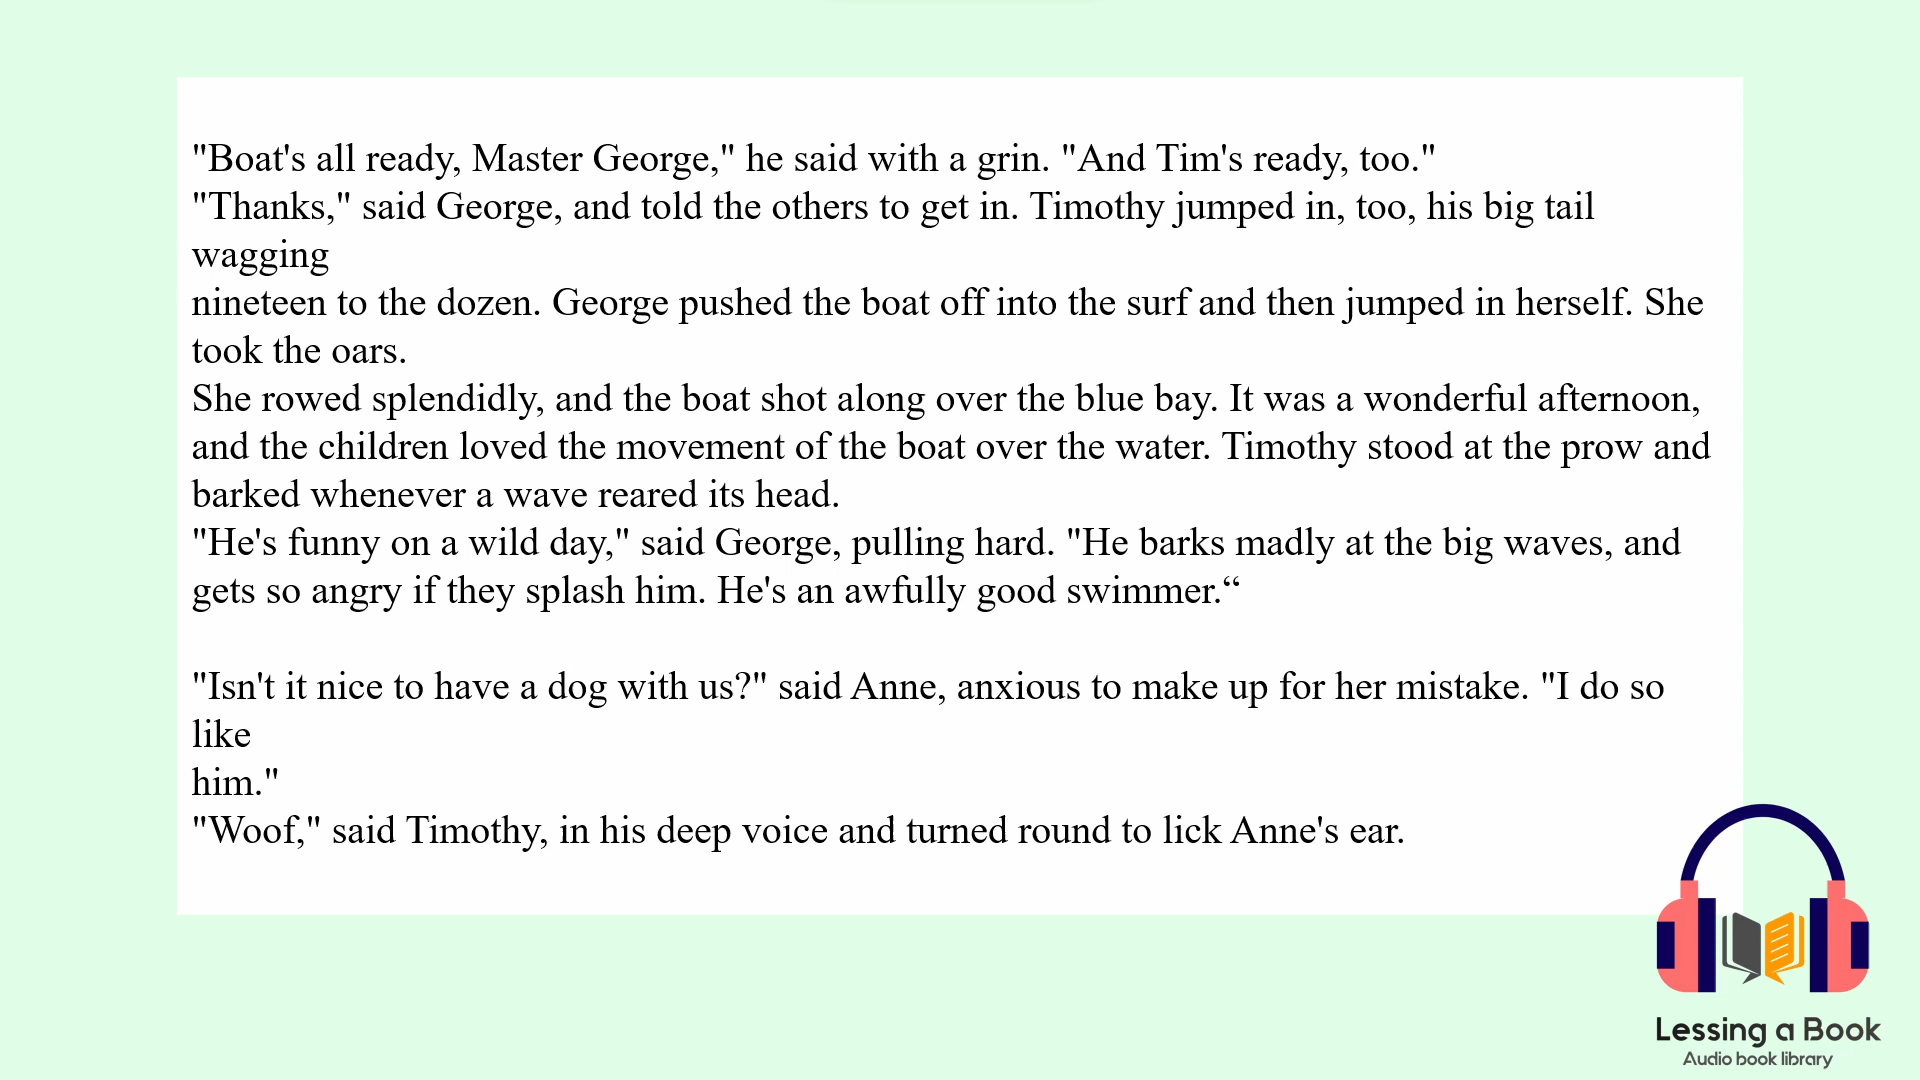 "Boat's all ready, Master George," he said with a grin. "And Tim's ready, too."
"Thanks," said George, and told the others to get in. Timothy jumped in, too, his big tail
wagging
nineteen to the dozen. George pushed the boat off into the surf and then jumped in herself. She
took the oars.
She rowed splendidly, and the boat shot along over the blue bay. It was a wonderful afternoon,
and the children loved the movement of the boat over the water. Timothy stood at the prow and
barked whenever a wave reared its head.
"He's funny on a wild day," said George, pulling hard. "He barks madly at the big waves, and
gets so angry if they splash him. He's an awfully good swimmer.“
"Isn't it nice to have a dog with us?" said Anne, anxious to make up for her mistake. "I do so
like
him."
"Woof," said Timothy, in his deep voice and turned round to lick Anne's ear.
Lessing a Book
Audio book library